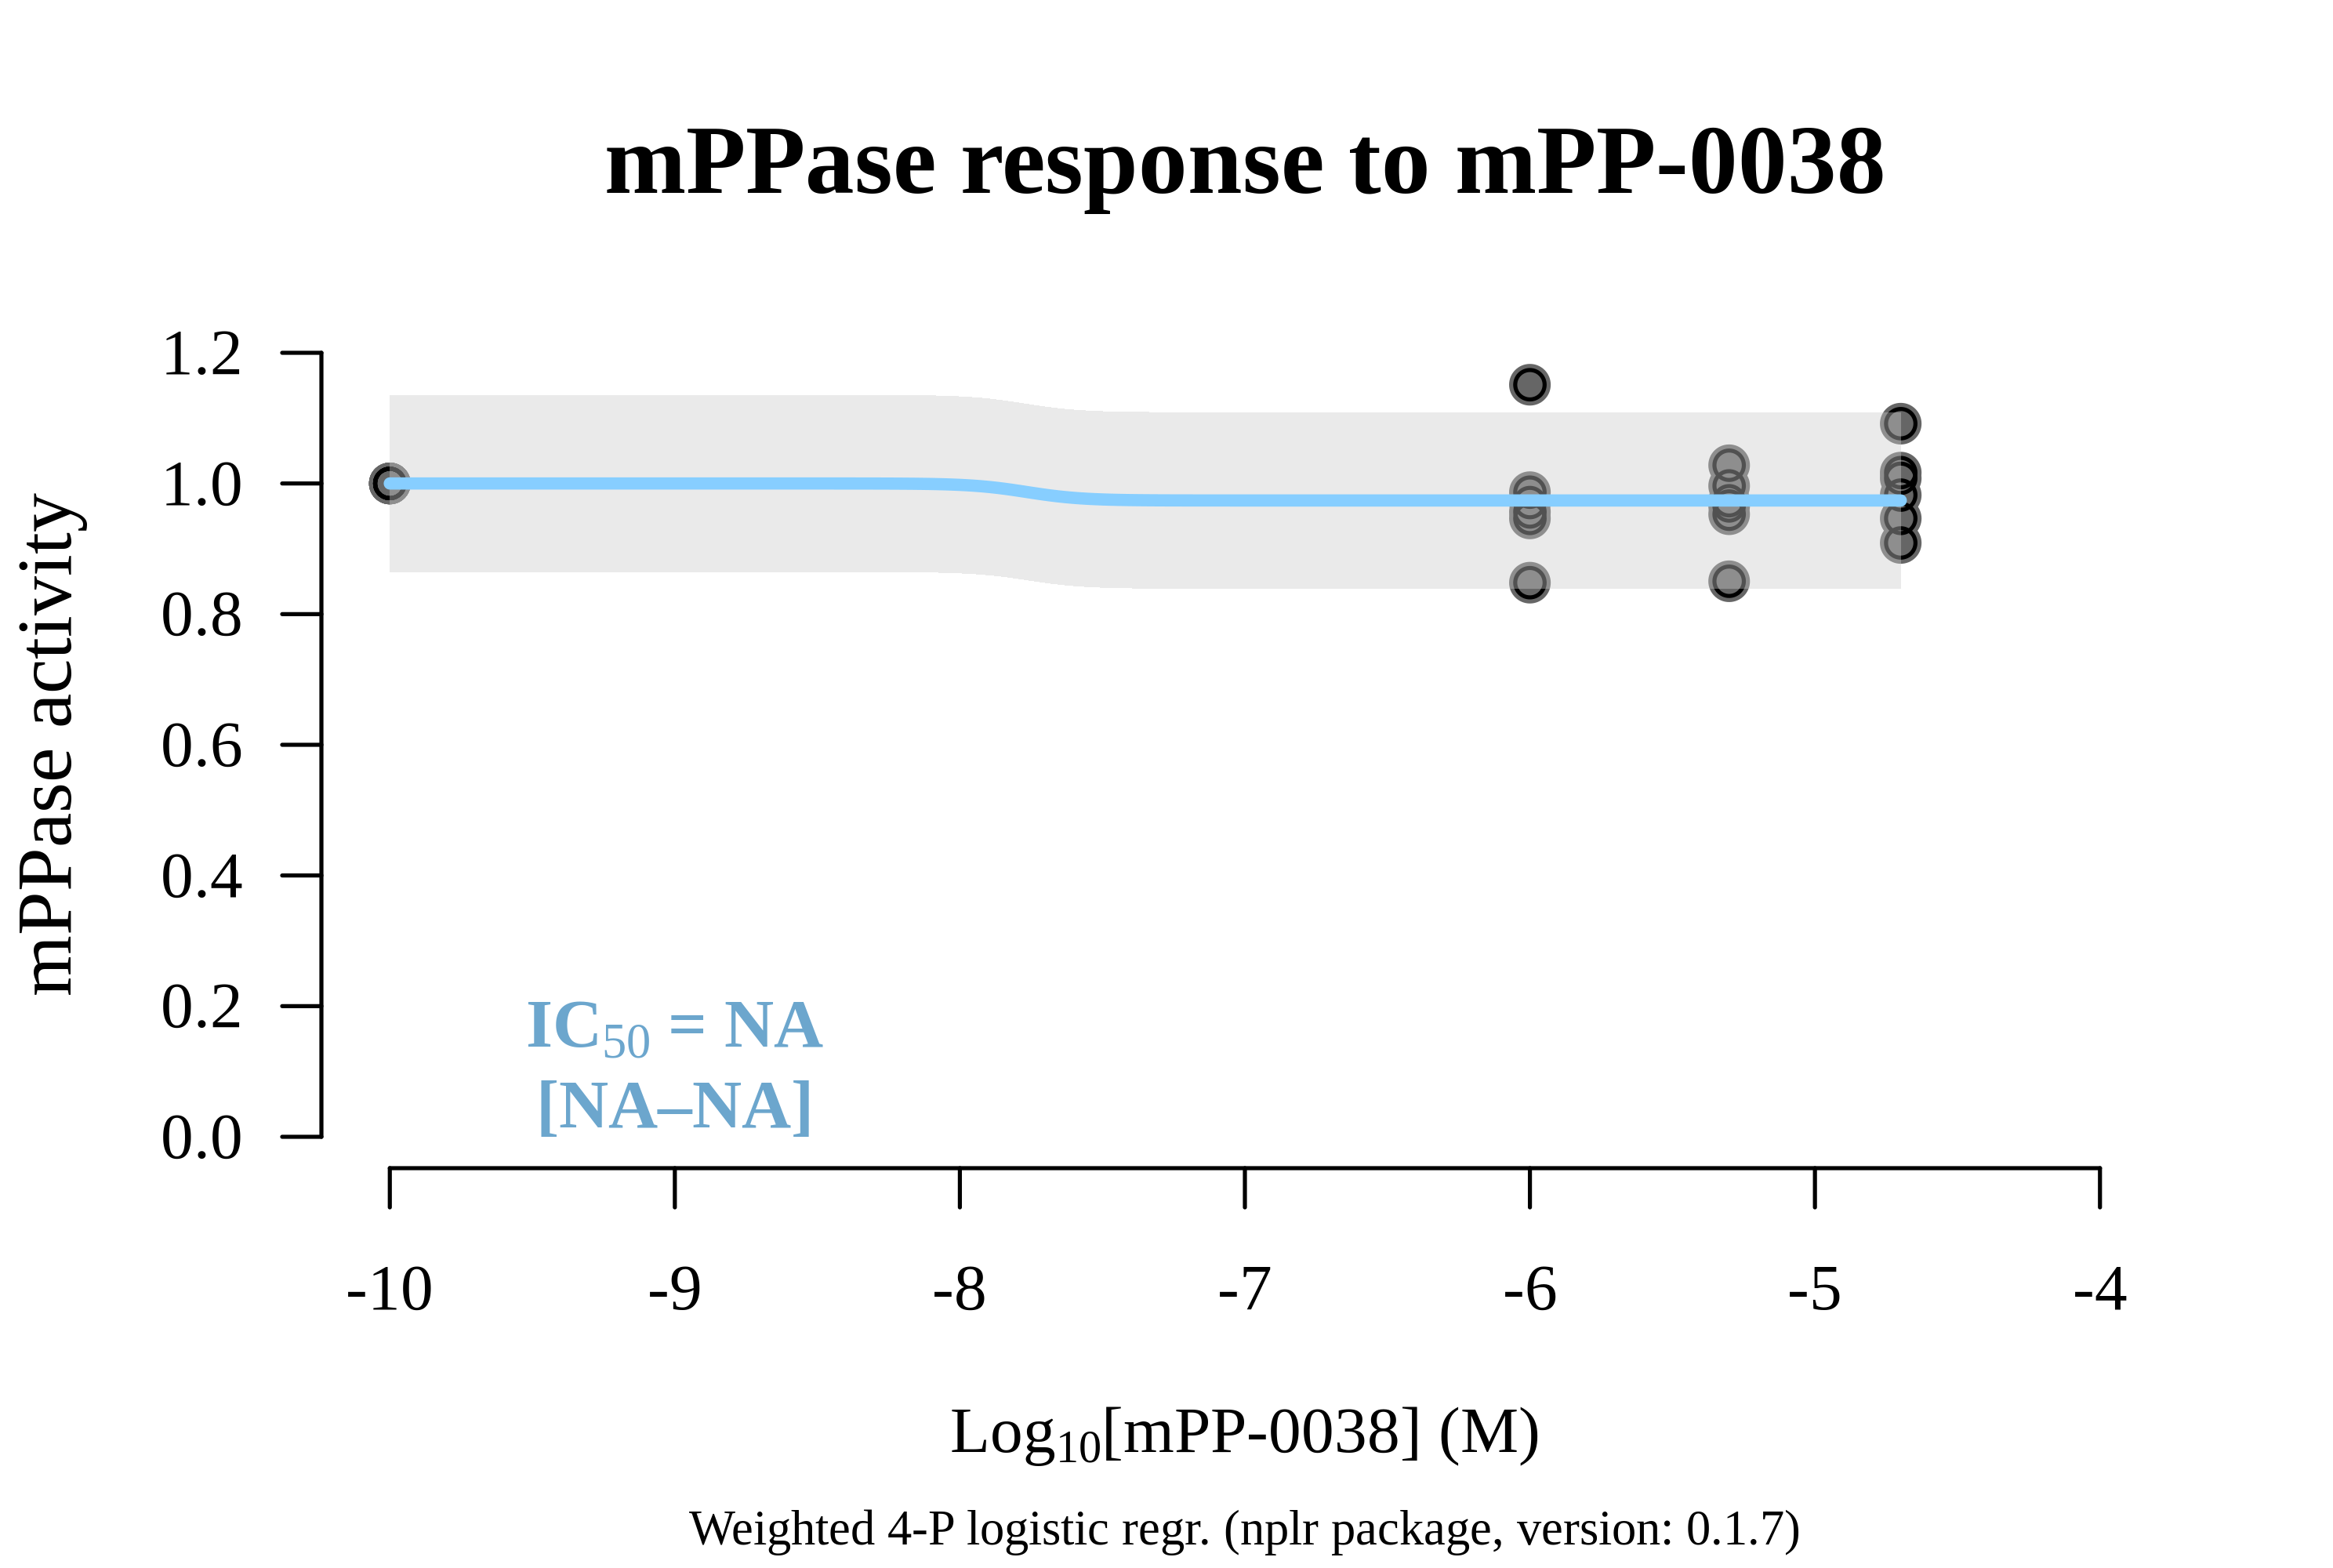 mPPase response to mPP-0038
mPPase activity
1.2
1.0
0.8
0.6
0.4
0.2
0.0
IC50 = NA
[NA–NA]
-10 -9 -8 -7 -6 -5 -4
Log10[mPP-0038] (M)
Weighted 4-P logistic regr. (nplr package, version: 0.1.7)